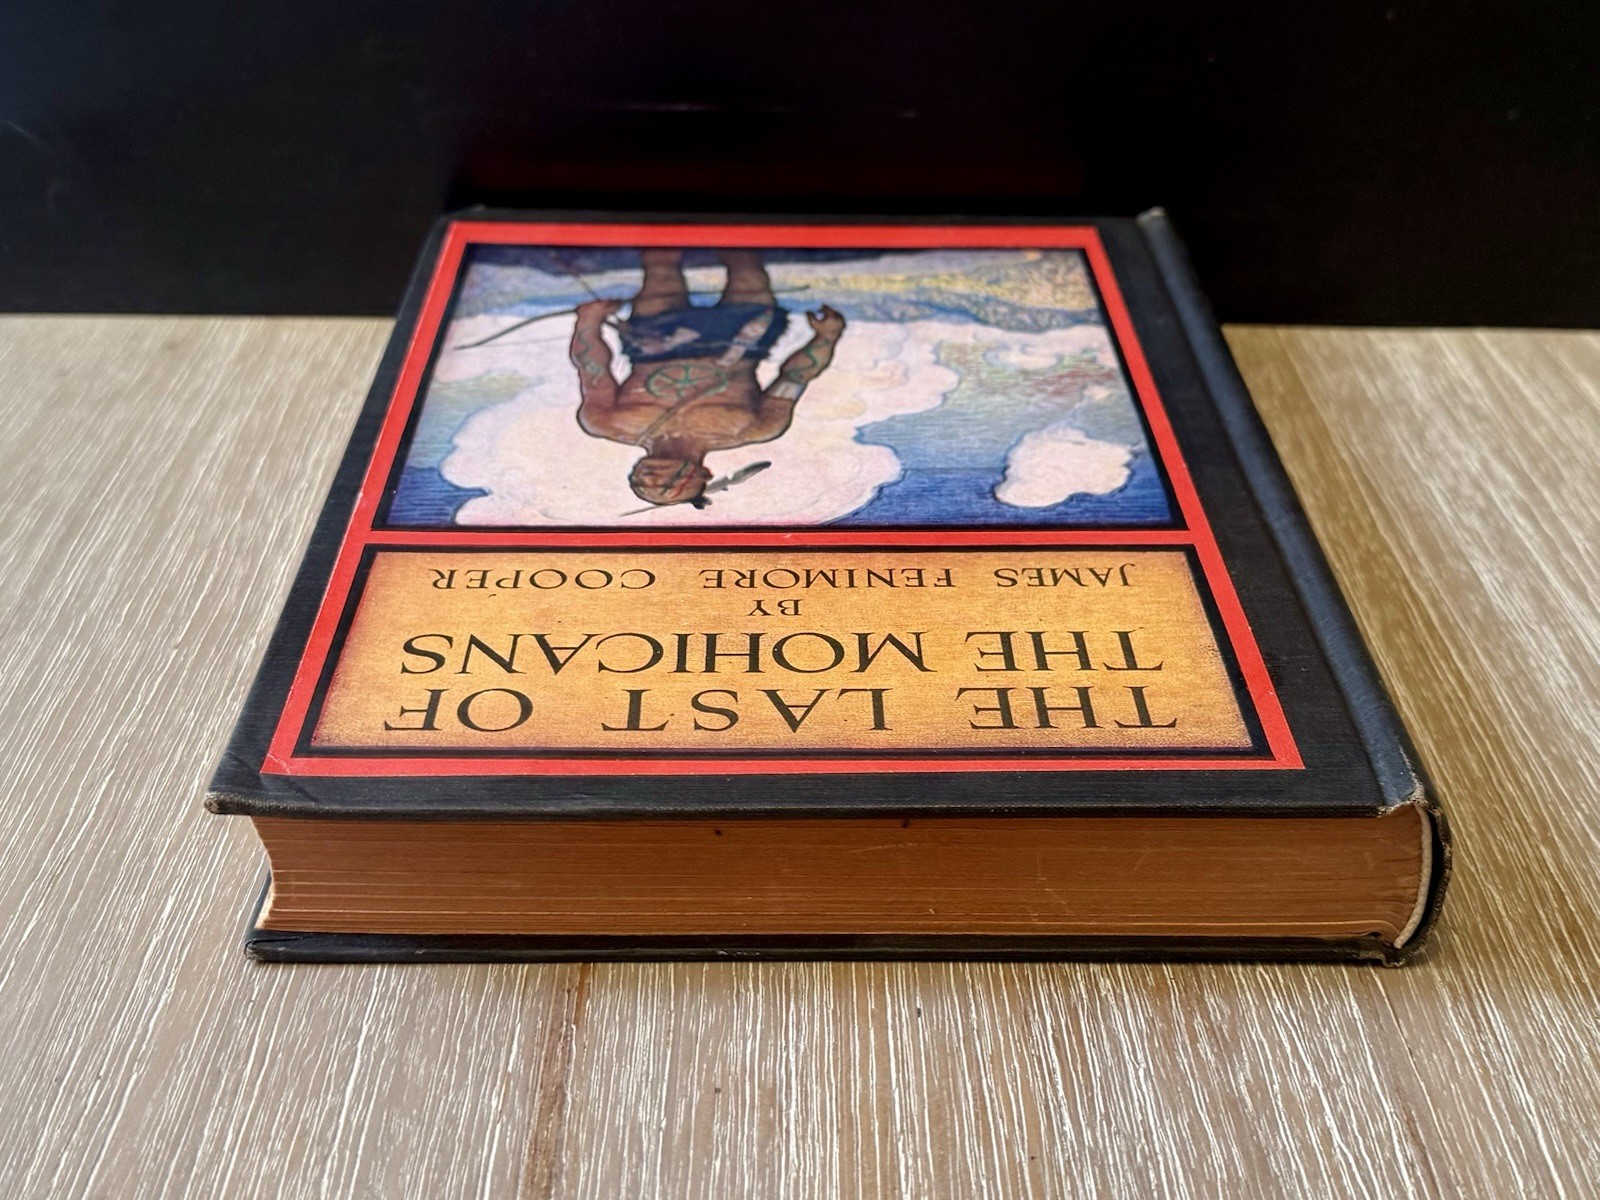 THE LAST OF
THE MOHICANS
BY
JAMES FENIMORE COOPER